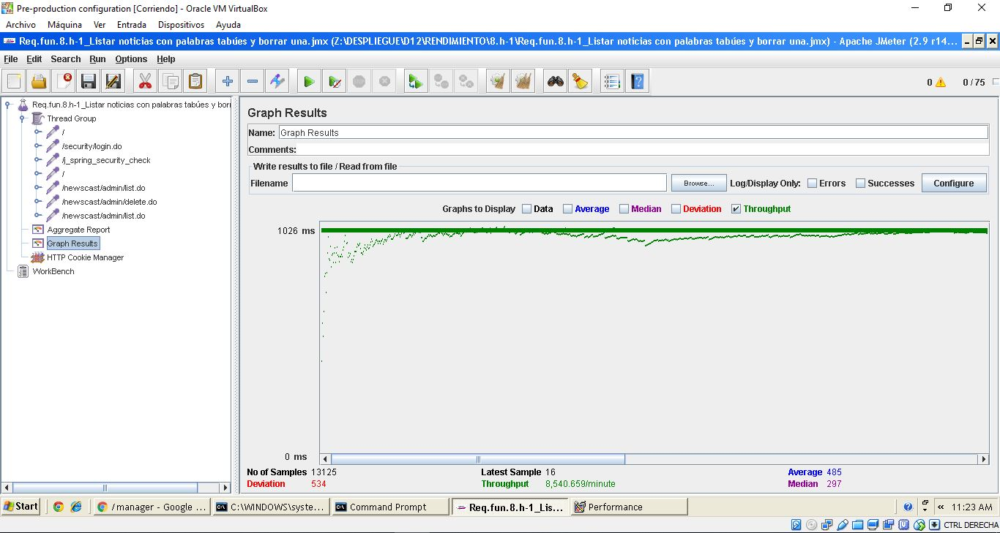 Pre-production configuration [Corriendo] - Oracle VM VirtualBox
Archivo Máquina Ver Entrada Dispositivos Ayuda
Req.fun.8.h-1_Listar noticias con palabras tabúes y borrar una.jmx (Z:\DESPLIEGUE\D12\RENDIMIENTO\8.h-1\Req.fun.8.h-1_Listar noticias con palabras tabúes y borrar una.jmx) - Apache JMeter (2.9 r14...
File Edit Search Run Options Help
0 0 / 75
Req.fun.8.h-1_Listar noticias con palabras tabúes y borr
Thread Group
/
/security/login.do
/j_spring_security_check
/
/newscast/admin/list.do
/newscast/admin/delete.do
/newscast/admin/list.do
Aggregate Report
Graph Results
HTTP Cookie Manager
WorkBench
Graph Results
Name: Graph Results
Comments:
Write results to file / Read from file
Filename Browse... Log/Display Only: Errors Successes Configure
Graphs to Display Data Average Median Deviation Throughput
1026 ms
0 ms
No of Samples 13125 Latest Sample 16 Average 485
Deviation 534 Throughput 8,540.659/minute Median 297
Start /manager - Google ... C:\WINDOWS\syste... Command Prompt Req.fun.8.h-1_Lis... Performance « 11:23 AM
CTRL DERECHA